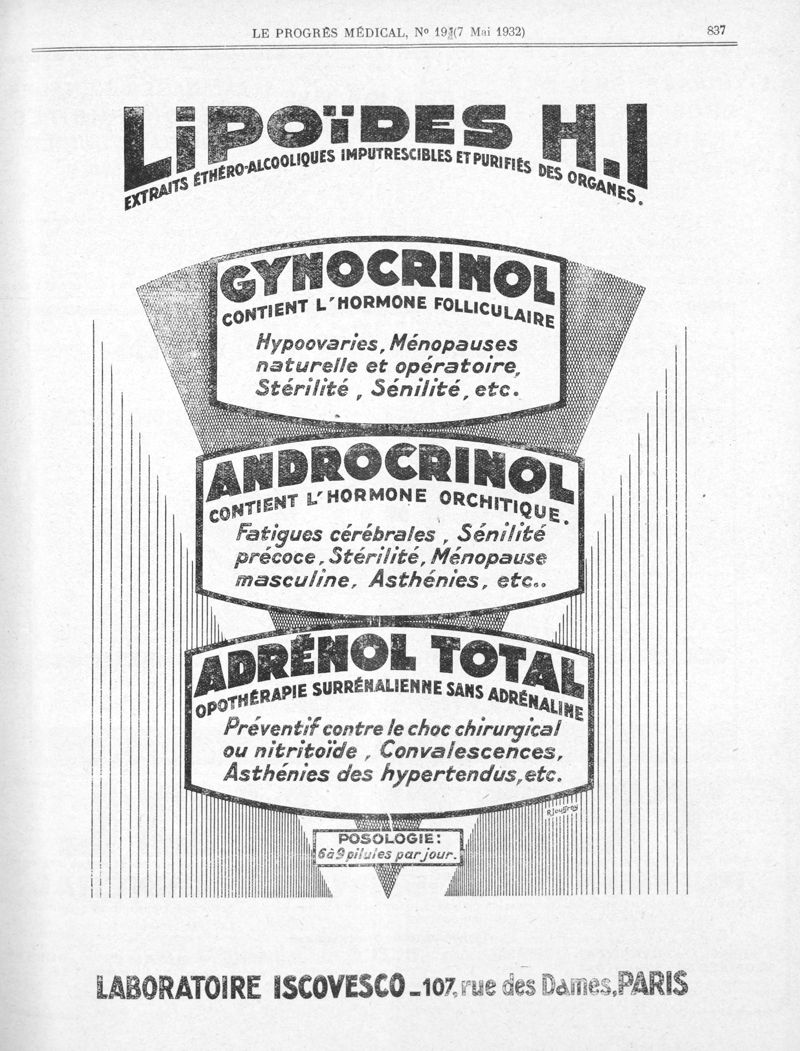 LE PROGRÈS MÉDICAL, No 19 (7 Mai 1932)
837
LiPOïDES H.I
EXTRAITS ÉTHÉRO-ALCOOLIQUES IMPUTRESCIBLES ET PURIFIÉS DES ORGANES.
GYNOCRINOL
CONTIENT L'HORMONE FOLLICULAIRE
Hypoovaries, Ménopauses
naturelle et opératoire,
Stérilité, Sénilité, etc.
ANDROCRINOL
CONTIENT L'HORMONE ORCHITIQUE.
Fatigues cérébrales, Sénilité
précoce, Stérilité, Ménopause
masculine, Asthénies, etc..
ADRÉNOL TOTAL
OPOTHÉRAPIE SURRÉNALIENNE SANS ADRÉNALINE
Préventif contre le choc chirurgical
ou nitritoïde, Convalescences,
Asthénies des hypertendus, etc.
POSOLOGIE:
6 à 9 pilules par jour.
LABORATOIRE ISCOVESCO_107, rue des Dames, PARIS